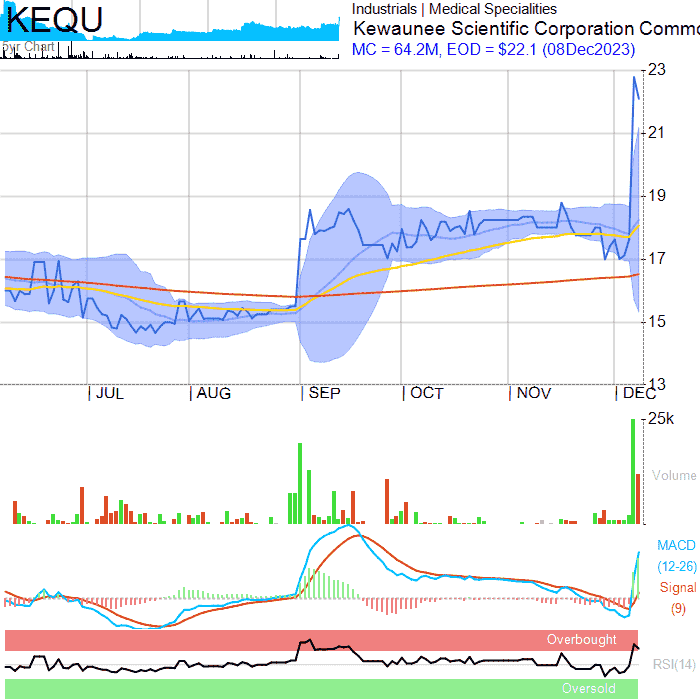 KEQU
5yr Chart
Industrials | Medical Specialities
Kewaunee Scientific Corporation Commo
MC = 64.2M, EOD = $22.1 (08Dec2023)
23
21
19
17
15
13
JUL AUG SEP OCT NOV DEC
25k
Volume
MACD
(12-26)
Signal
(9)
Overbought
RSI(14)
Oversold